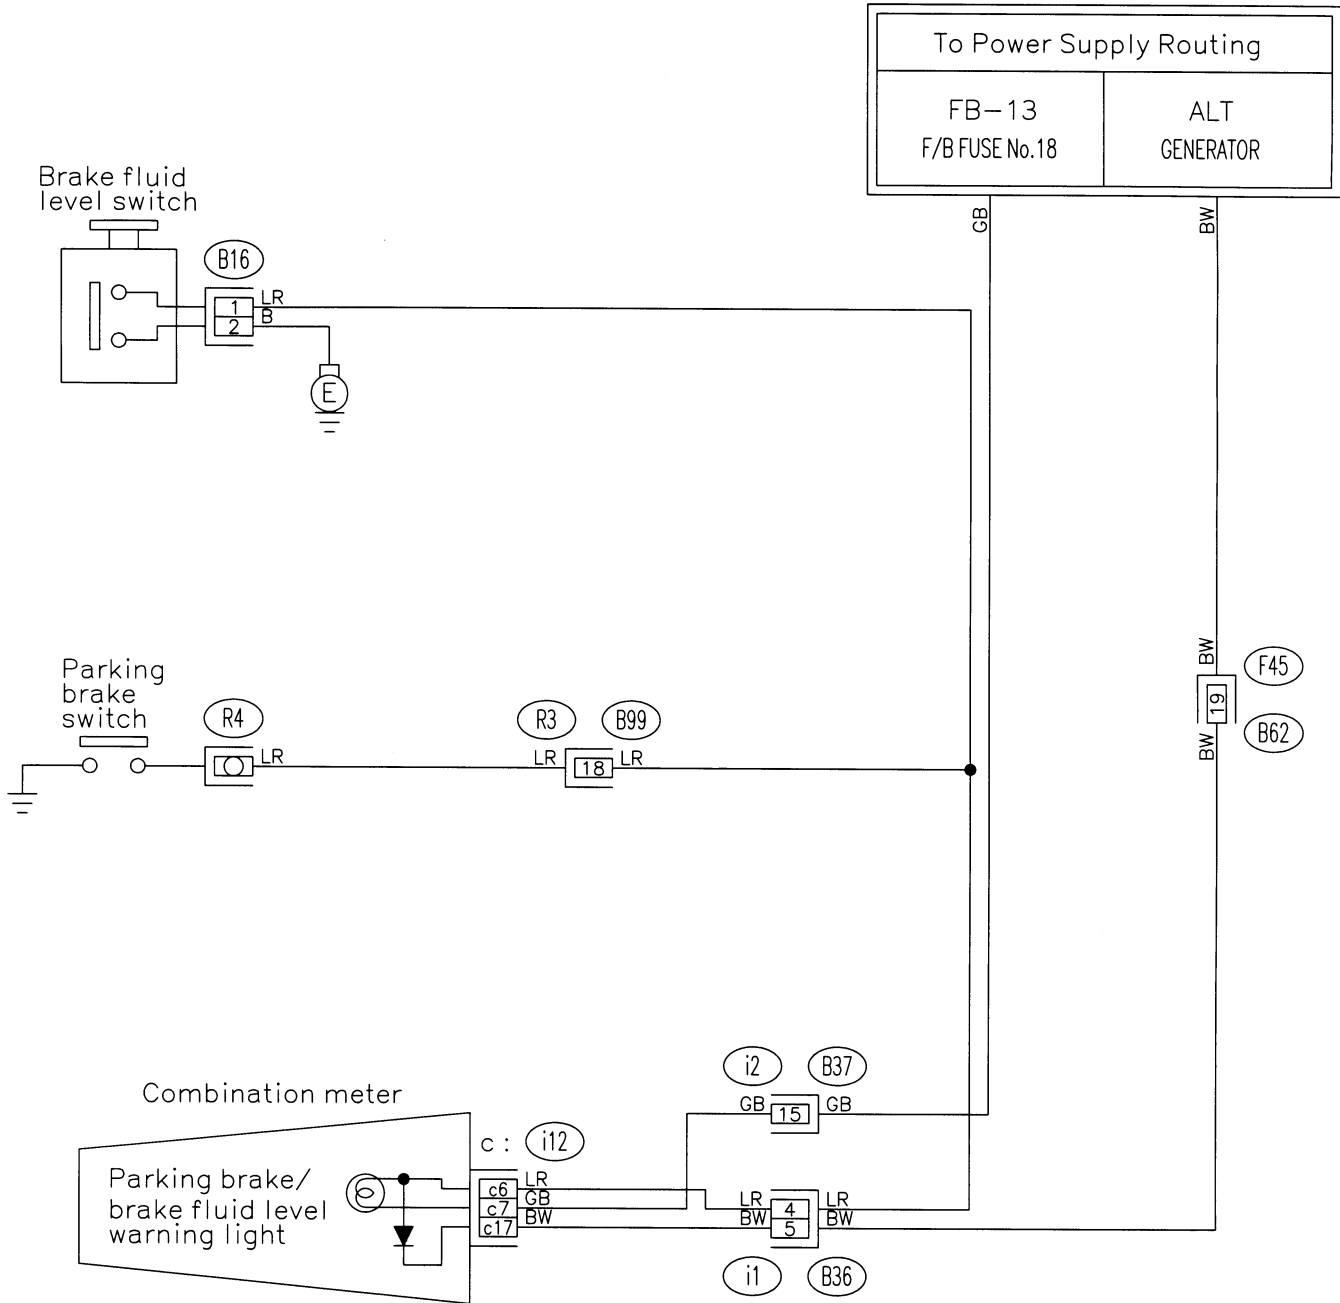 To Power Supply Routing
FB-13
F/B FUSE No.18
ALT
GENERATOR
Brake fluid
level switch
B16
GB
BW
1
LR
2
B
E
Parking
brake
switch
R4
LR
R3
B99
LR
18
LR
BW
F45
19
BW
B62
i2
B37
GB
15
GB
Combination meter
c :
i12
Parking brake/
brake fluid level
warning light
c6
LR
c7
GB
c17
BW
LR
4
LR
BW
5
BW
i1
B36